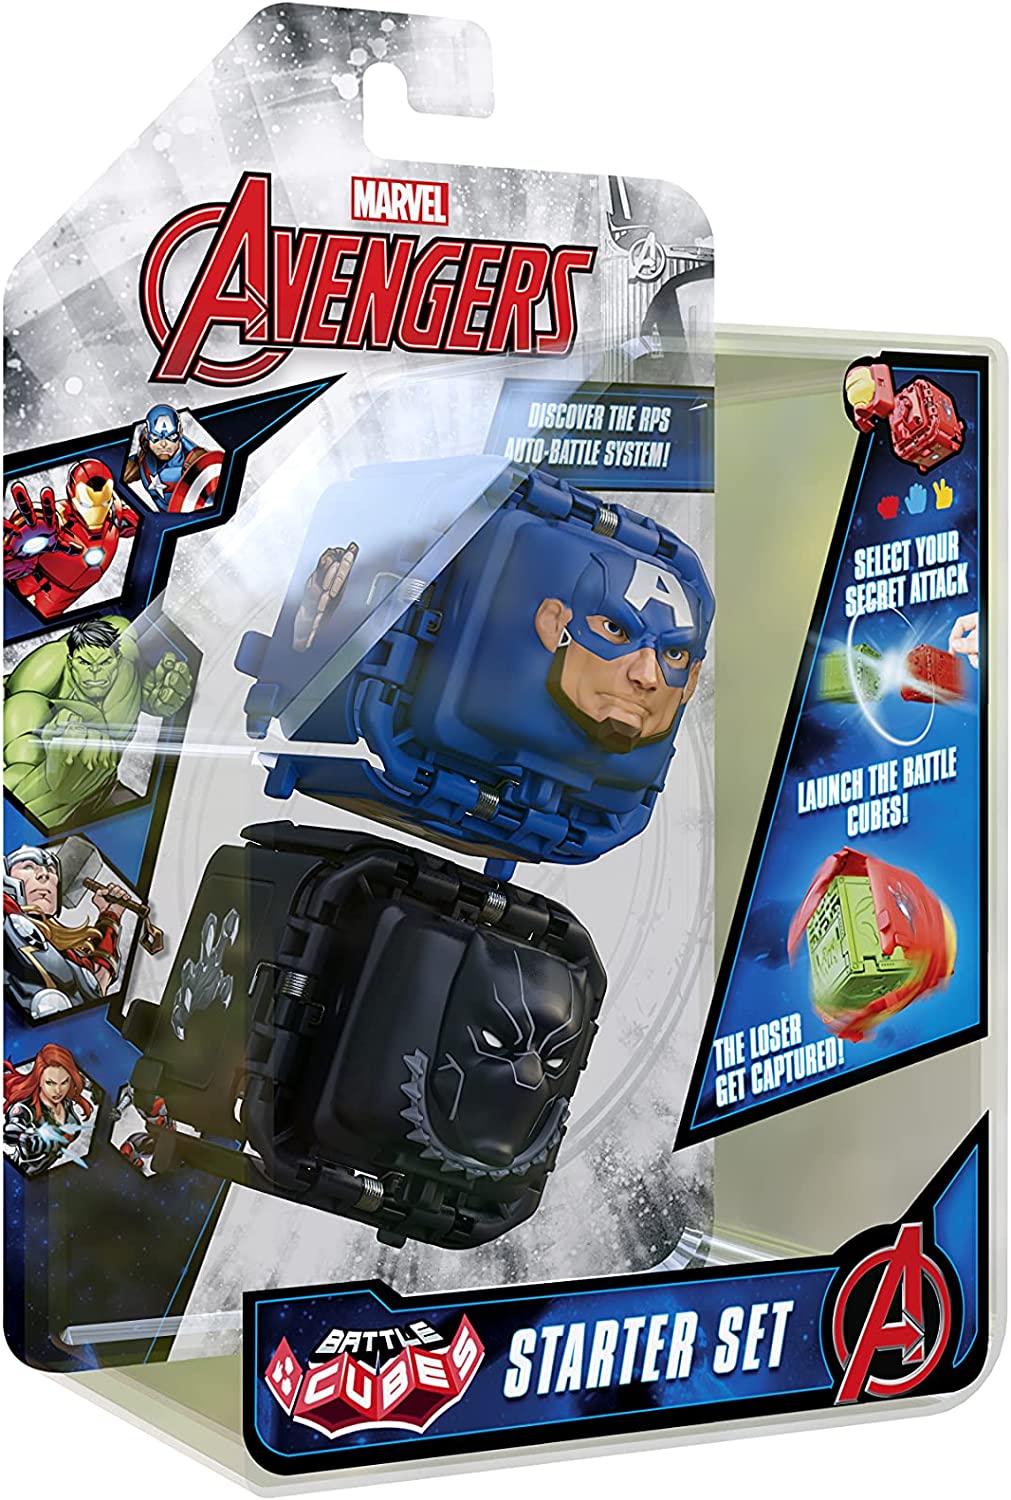 MARVEL
AVENGERS
DISCOVER THE RPS
AUTO-BATTLE SYSTEM!
A
SELECT YOUR
SECRET ATTACK
LAUNCH THE BATTLE
CUBES!
THE LOSER
GET CAPTURED!
BATTLE
CUBES
STARTER SET
A